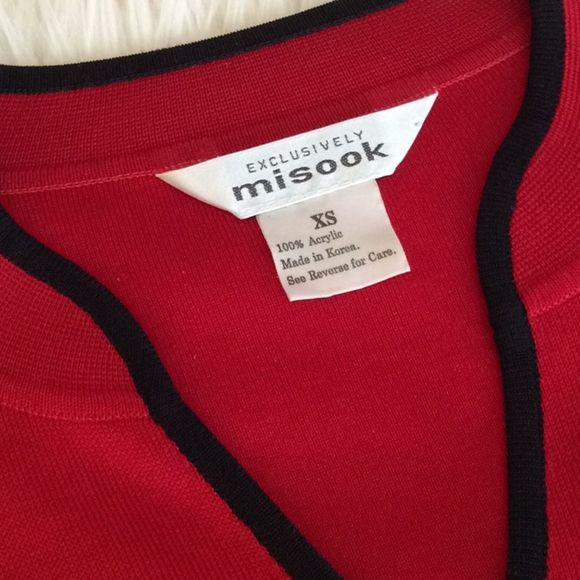 EXCLUSIVELY
misook
XS
100% Acrylic
Made in Korea.
See Reverse for Care.